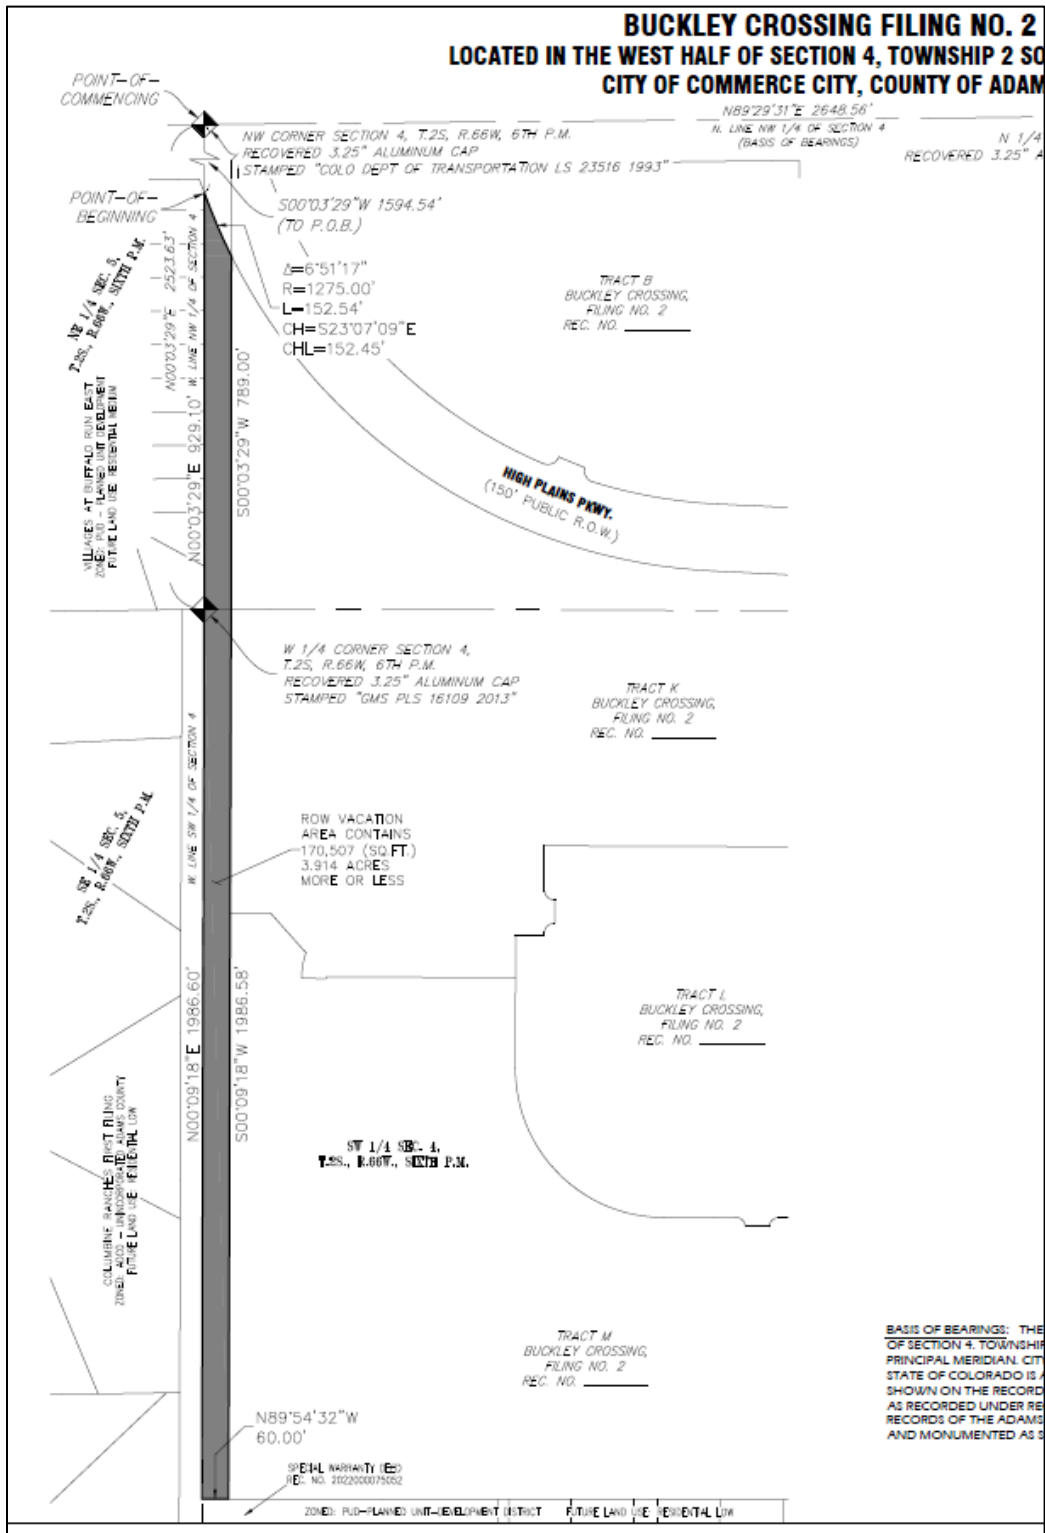 BUCKLEY CROSSING FILING NO. 2
LOCATED IN THE WEST HALF OF SECTION 4, TOWNSHIP 2 SO
CITY OF COMMERCE CITY, COUNTY OF ADAM
POINT-OF-
COMMENCING
N89°29'31"E 2648.56'
N. LINE NW 1/4 OF SECTION 4
(BASIS OF BEARINGS)
N 1/4
RECOVERED 3.25" A
NW CORNER SECTION 4, T.2S, R.66W, 6TH P.M.
RECOVERED 3.25" ALUMINUM CAP
STAMPED "COLO DEPT OF TRANSPORTATION LS 23516 1993"
POINT-OF-
BEGINNING
S00°03'29"W 1594.54'
(TO P.O.B.)
Δ=6°51'17"
R=1275.00'
L=152.54'
CH=S23°07'09"E
CHL=152.45'
TRACT B
BUCKLEY CROSSING,
FILING NO. 2
REC. NO.
NE 1/4 SEC. 5,
T.2S., R.66W., SIXTH P.M.
N00°03'29"E 2523.63'
W. LINE NW 1/4 OF SECTION 4
N00°03'29"E 929.10'
S00°03'29"W 789.00'
VILLAGES AT BUFFALO RUN EAST
ZONED: PUD - PLANNED UNIT DEVELOPMENT
FUTURE LAND USE: RESIDENTIAL MEDIUM
HIGH PLAINS PKWY.
(150' PUBLIC R.O.W.)
W 1/4 CORNER SECTION 4,
T.2S, R.66W, 6TH P.M.
RECOVERED 3.25" ALUMINUM CAP
STAMPED "GMS PLS 16109 2013"
TRACT K
BUCKLEY CROSSING,
FILING NO. 2
REC. NO.
W. LINE SW 1/4 OF SECTION 4
SE 1/4 SEC. 5,
T.2S., R.66W., SIXTH P.M.
ROW VACATION
AREA CONTAINS
170,507 (SQ.FT.)
3.914 ACRES
MORE OR LESS
N00°09'18"E 1986.60'
S00°09'18"W 1986.58'
TRACT L
BUCKLEY CROSSING,
FILING NO. 2
REC. NO.
COLUMBINE RANCHES FIRST FILING
ZONED: ADCO - UNINCORPORATED ADAMS COUNTY
FUTURE LAND USE: RESIDENTIAL LOW
SW 1/4 SEC. 4,
T.2S., R.66W., SIXTH P.M.
TRACT M
BUCKLEY CROSSING,
FILING NO. 2
REC. NO.
BASIS OF BEARINGS: THE
OF SECTION 4, TOWNSHIP
PRINCIPAL MERIDIAN, CITY
STATE OF COLORADO IS A
SHOWN ON THE RECORD
AS RECORDED UNDER RE
RECORDS OF THE ADAMS
AND MONUMENTED AS S
N89°54'32"W
60.00'
SPECIAL WARRANTY DEED
REC. NO. 2022000075052
ZONED: PUD-PLANNED UNIT-DEVELOPMENT DISTRICT FUTURE LAND USE: RESIDENTIAL LOW